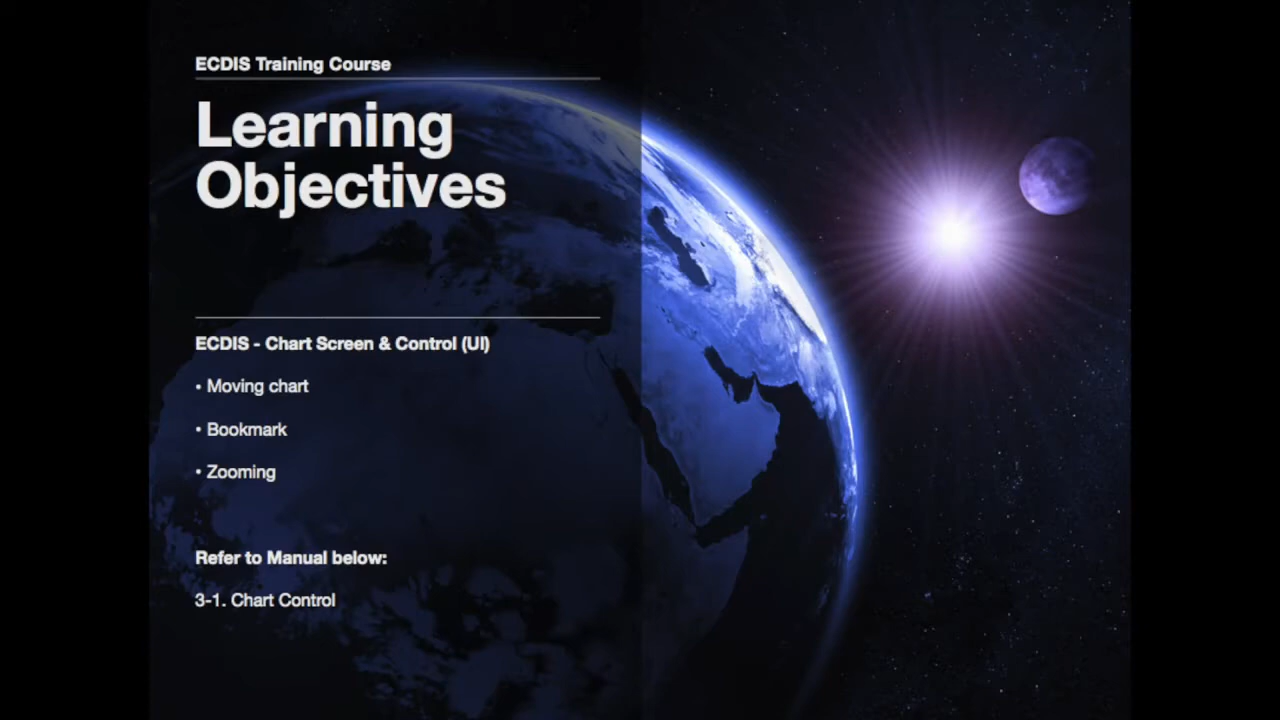 ECDIS Training Course
Learning
Objectives
ECDIS - Chart Screen & Control (UI)
• Moving chart
• Bookmark
• Zooming
Refer to Manual below:
3-1. Chart Control